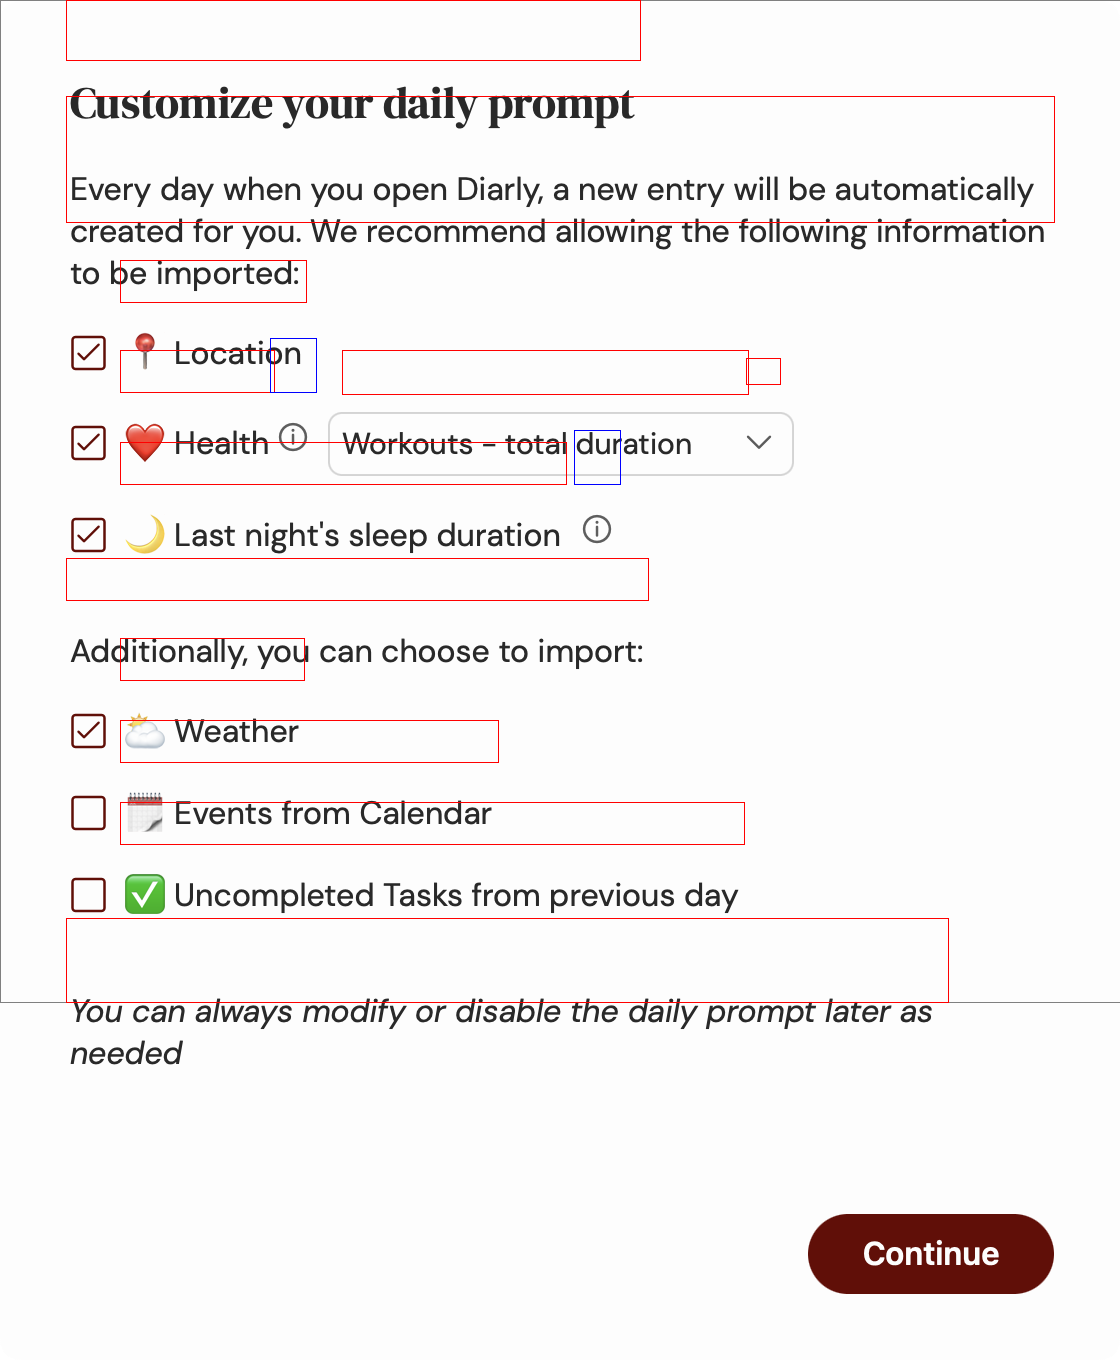 Customize your daily prompt
Every day when you open Diarly, a new entry will be automatically
created for you. We recommend allowing the following information
to be imported:
📍 Location
❤️ Health Workouts – total duration
🌙 Last night's sleep duration
Additionally, you can choose to import:
🌥️ Weather
🗓️ Events from Calendar
✅ Uncompleted Tasks from previous day
You can always modify or disable the daily prompt later as
needed
Continue